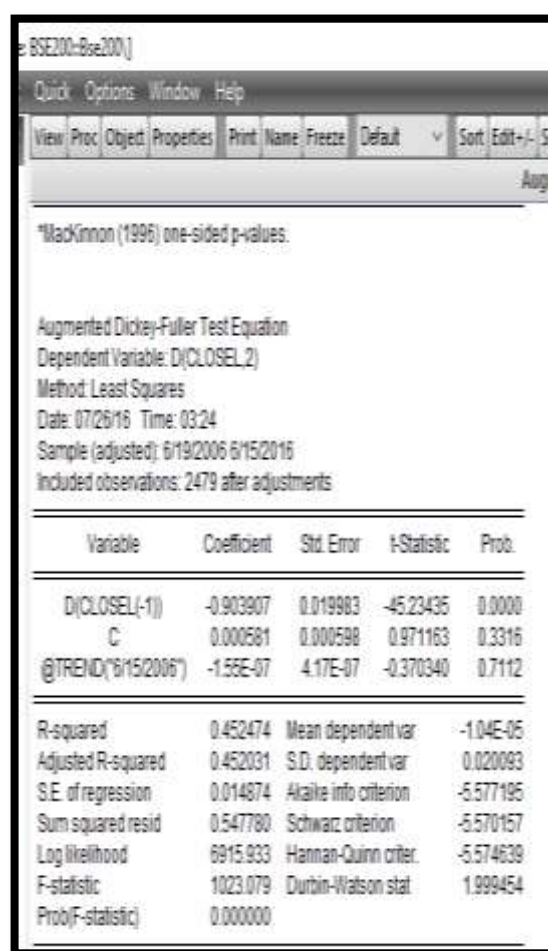 e: BSE200::Bse200\]
Quick Options Window Help
View Proc Object Properties Print Name Freeze Default Sort Edit+/- S
Aug
*MacKinnon (1996) one-sided p-values.
Augmented Dickey-Fuller Test Equation
Dependent Variable: D(CLOSEL,2)
Method: Least Squares
Date: 07/26/16 Time: 03:24
Sample (adjusted): 6/19/2006 6/15/2016
Included observations: 2479 after adjustments
Variable Coefficient Std. Error t-Statistic Prob.
D(CLOSEL(-1)) -0.903907 0.019983 -45.23435 0.0000
C 0.000581 0.000598 0.971163 0.3316
@TREND("6/15/2006") -1.55E-07 4.17E-07 -0.370340 0.7112
R-squared 0.452474 Mean dependent var -1.04E-05
Adjusted R-squared 0.452031 S.D. dependent var 0.020093
S.E. of regression 0.014874 Akaike info criterion -5.577195
Sum squared resid 0.547780 Schwarz criterion -5.570157
Log likelihood 6915.933 Hannan-Quinn criter. -5.574639
F-statistic 1023.079 Durbin-Watson stat 1.999454
Prob(F-statistic) 0.000000